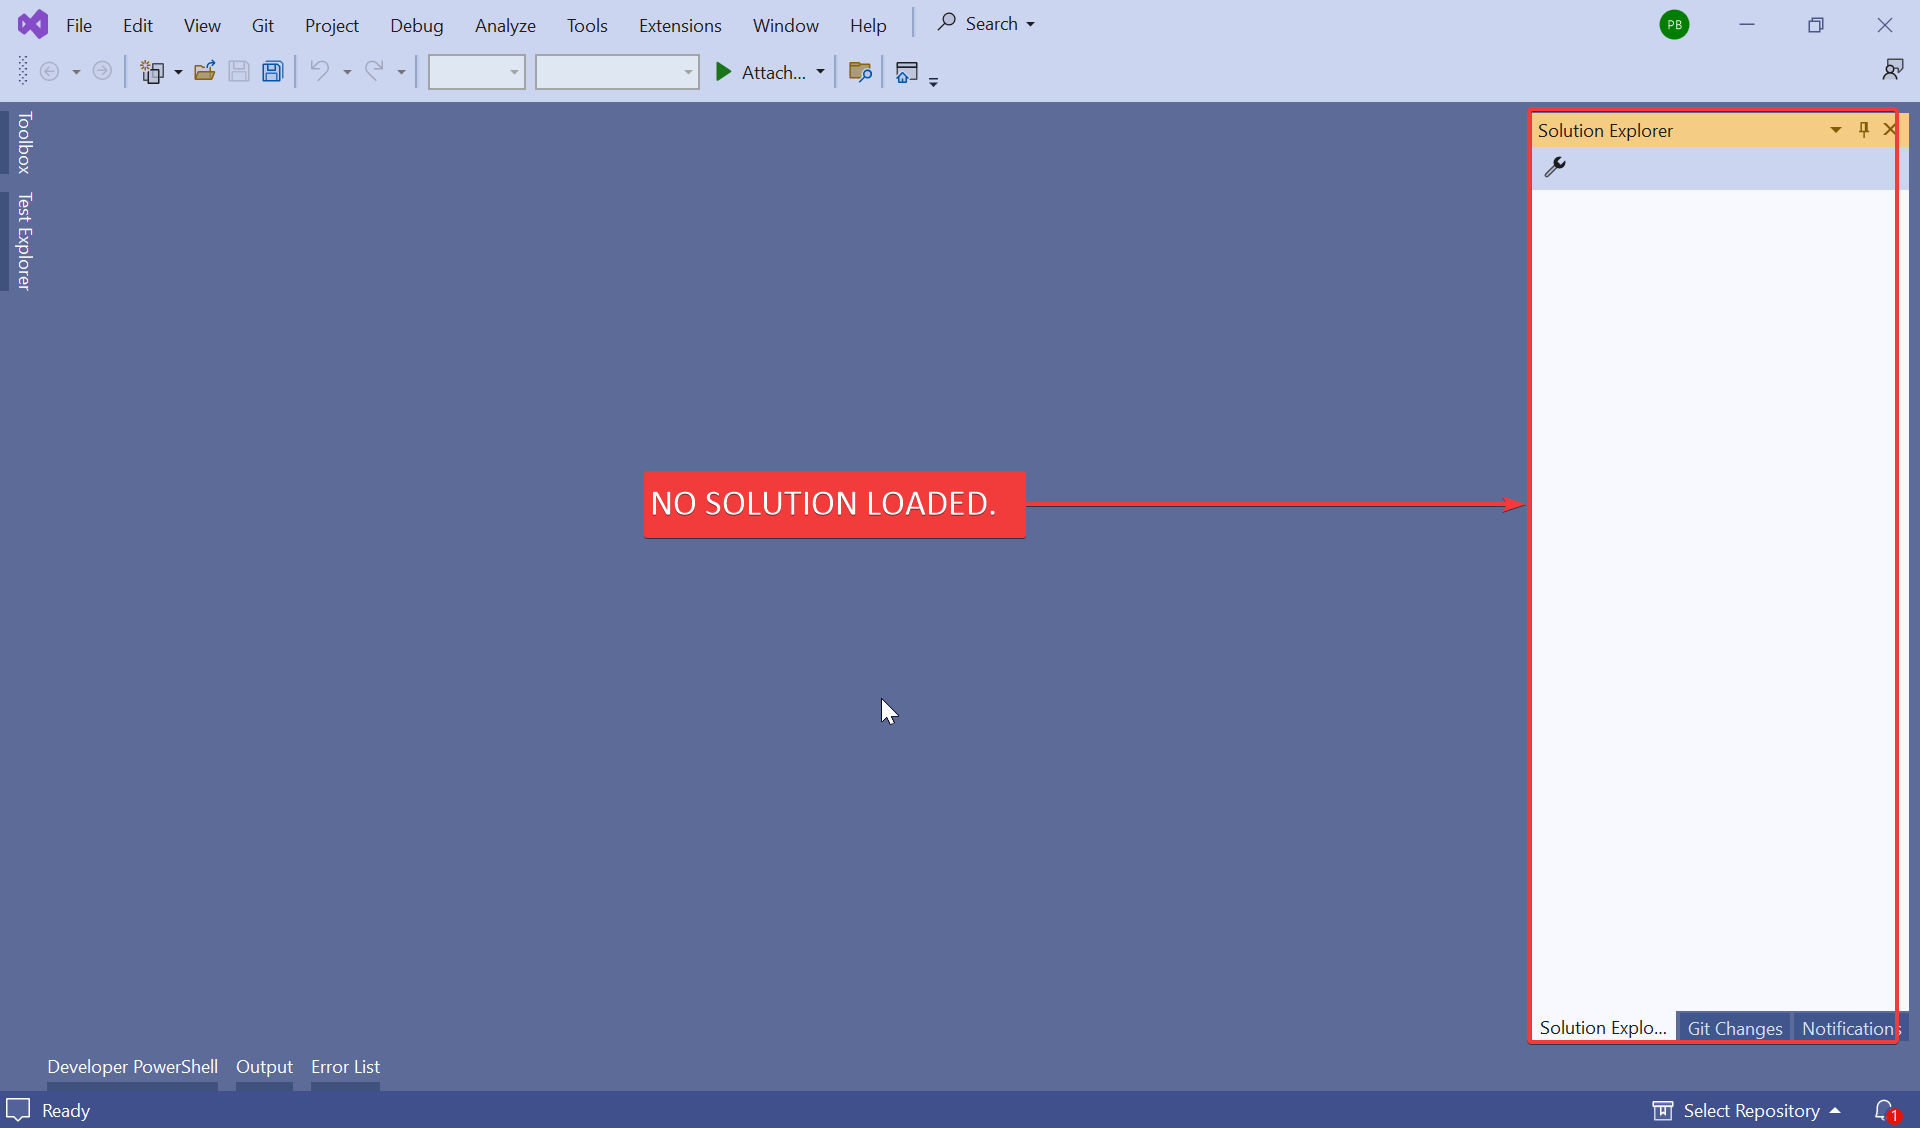 File Edit View Git Project Debug Analyze Tools Extensions Window Help Search
PB
Attach...
Toolbox
Test Explorer
Solution Explorer
NO SOLUTION LOADED.
Solution Explo... Git Changes Notifications
Developer PowerShell Output Error List
Ready
Select Repository
1